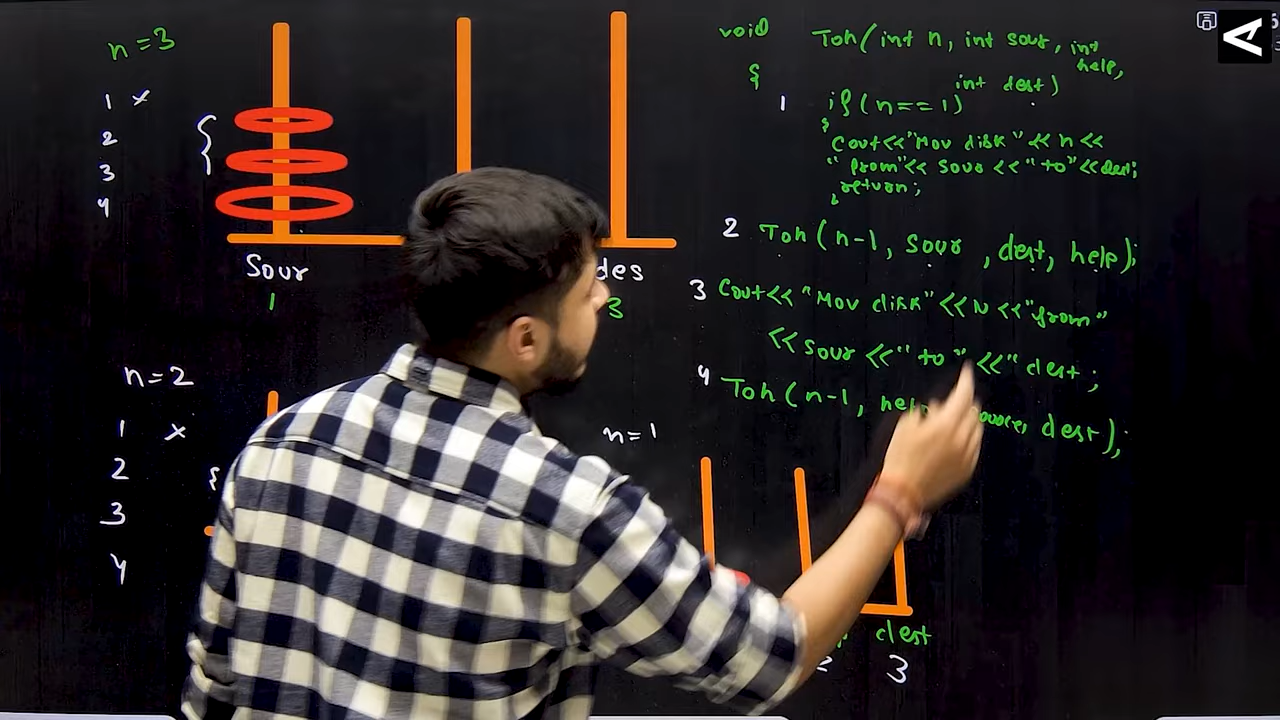 n=3
1 x
2
3
4
{
Sour
1
des
3
n=2
1 x
2
3
4
{
n=1
dest
2
3
void Toh(int n, int sour, int help,
int dest)
{
1 if(n==1)
{
Cout<<"Mov disk"<<n<<
"from"<<sour<<"to"<<dest;
return;
2 Toh(n-1, Sour, dest, help);
3 Cout<<"Mov disk"<<N<<"from"
<<sour<<"to"<<"dest;
4 Toh(n-1, help dest);